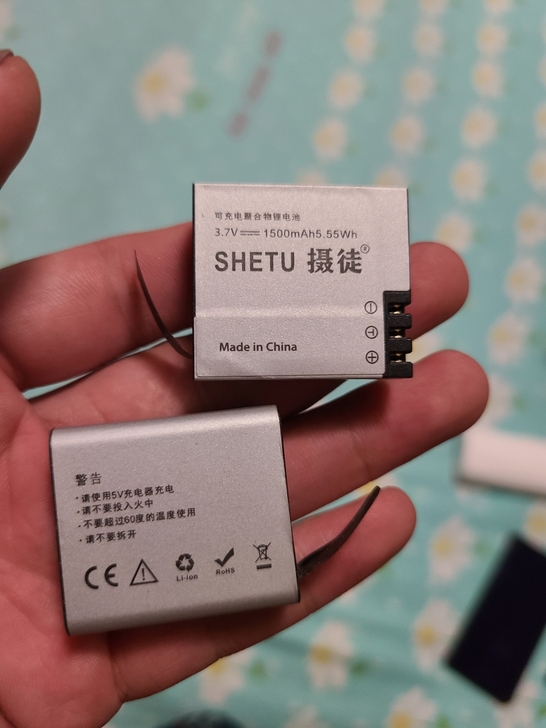 可充电聚合物锂电池
3.7V⎓1500mAh5.55Wh
SHETU 摄徒®
Made in China
警告
·请使用5V充电器充电
·请不要投入火中
·不要超过60度的温度使用
·请不要拆开
CE
Li-ion
RoHS